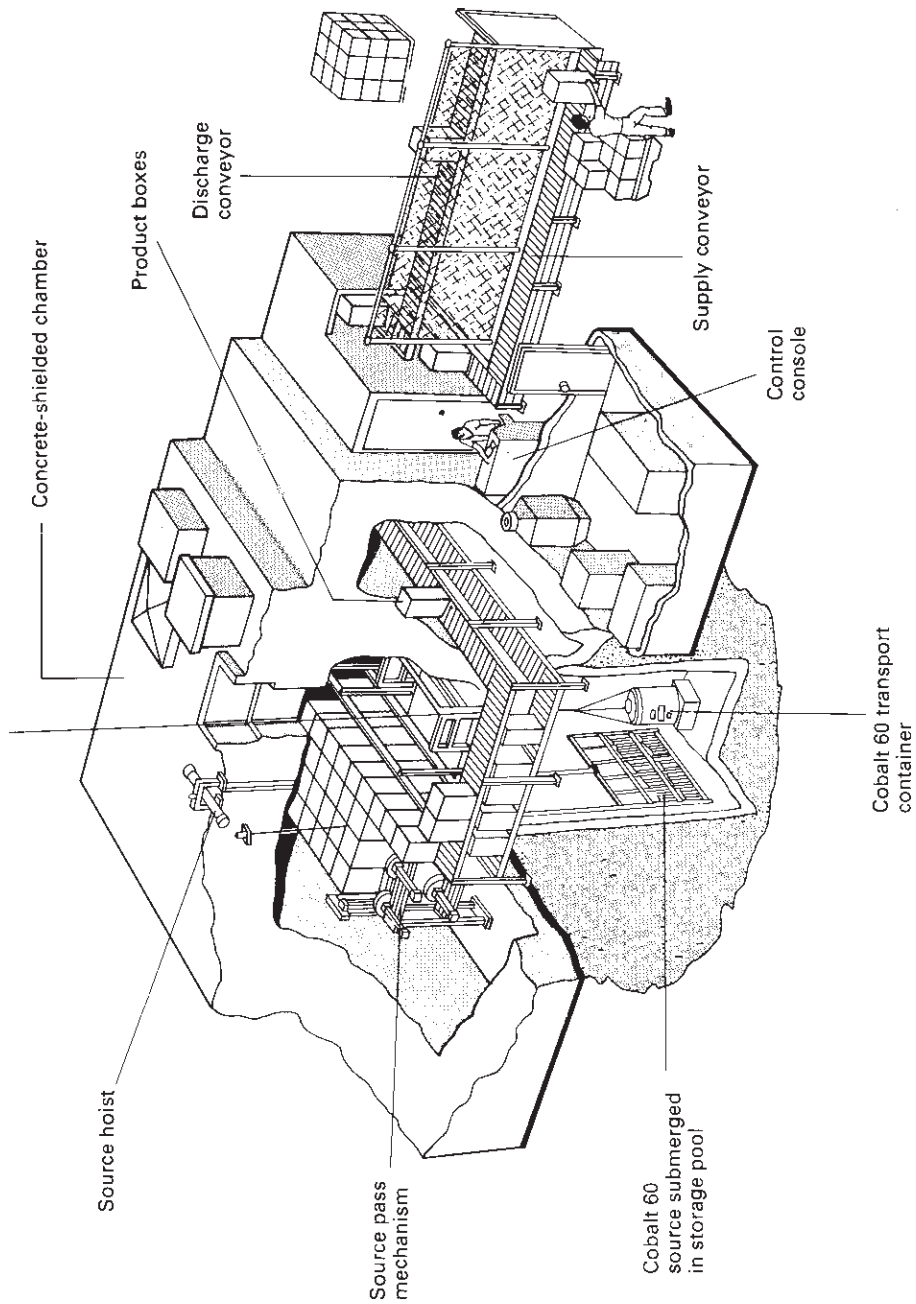 Concrete-shielded chamber
Product boxes
Discharge
conveyor
Source hoist
Source pass
mechanism
Cobalt 60
source submerged
in storage pool
Supply conveyor
Control
console
Cobalt 60 transport
container